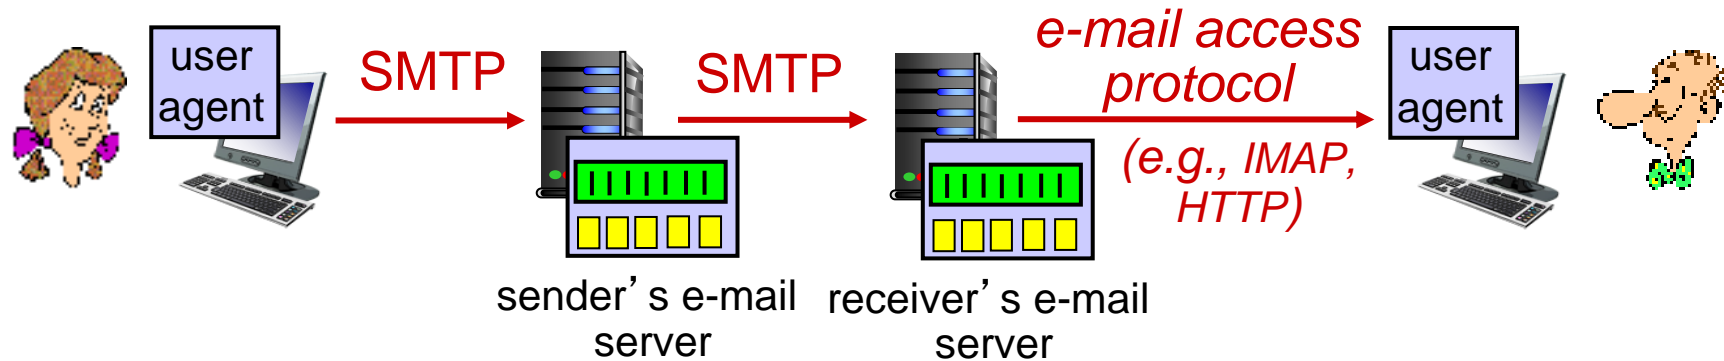 user
agent
SMTP
SMTP
e-mail access
protocol
(e.g., IMAP,
HTTP)
user
agent
sender’s e-mail
server
receiver’s e-mail
server